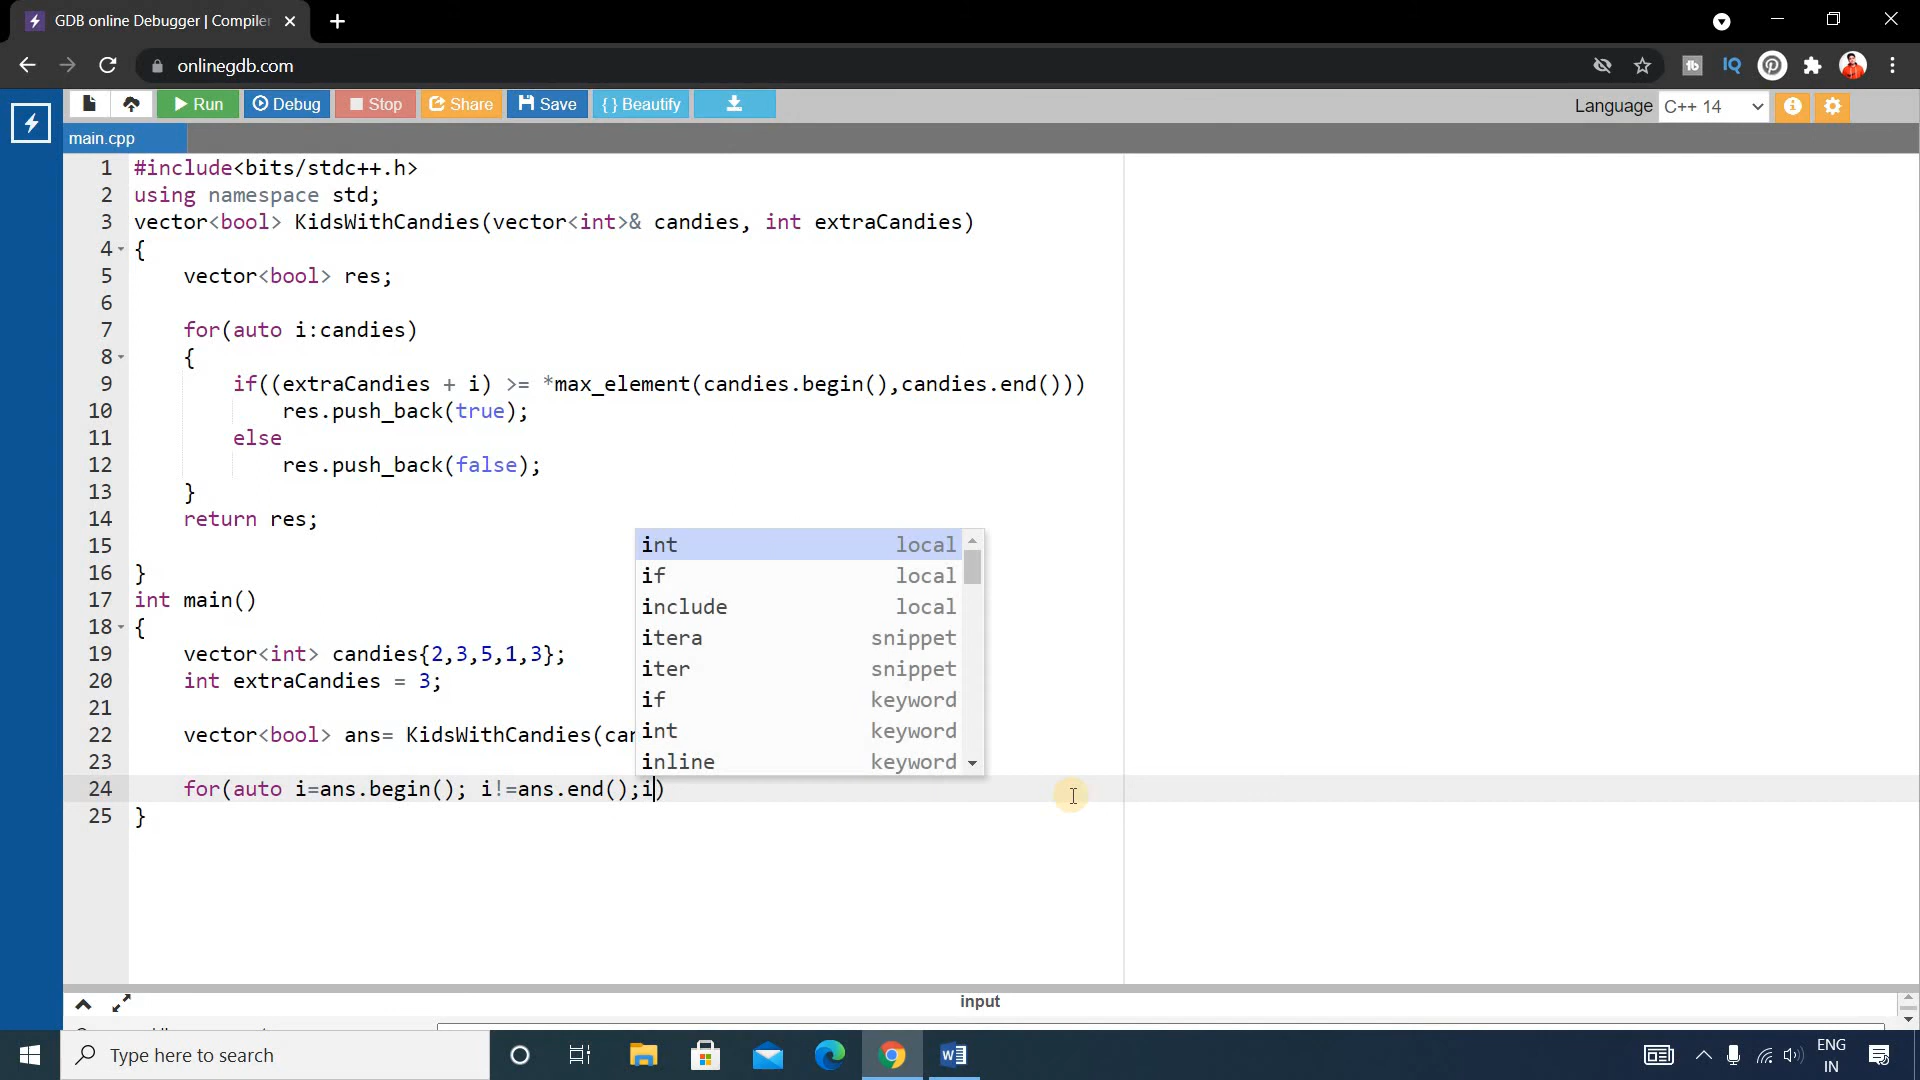 GDB online Debugger | Compiler
onlinegdb.com
tb
IQ
Run
Debug
Stop
Share
Save
{ } Beautify
Language
C++ 14
main.cpp
1 #include<bits/stdc++.h>
2 using namespace std;
3 vector<bool> KidsWithCandies(vector<int>& candies, int extraCandies)
4 {
5 vector<bool> res;
6
7 for(auto i:candies)
8 {
9 if((extraCandies + i) >= *max_element(candies.begin(),candies.end()))
10 res.push_back(true);
11 else
12 res.push_back(false);
13 }
14 return res;
15
16 }
17 int main()
18 {
19 vector<int> candies{2,3,5,1,3};
20 int extraCandies = 3;
21
22 vector<bool> ans= KidsWithCandies(
23
24 for(auto i=ans.begin(); i!=ans.end();i)
25 }
int local
if local
include local
itera snippet
iter snippet
if keyword
int keyword
inline keyword
input
Type here to search
ENG
IN